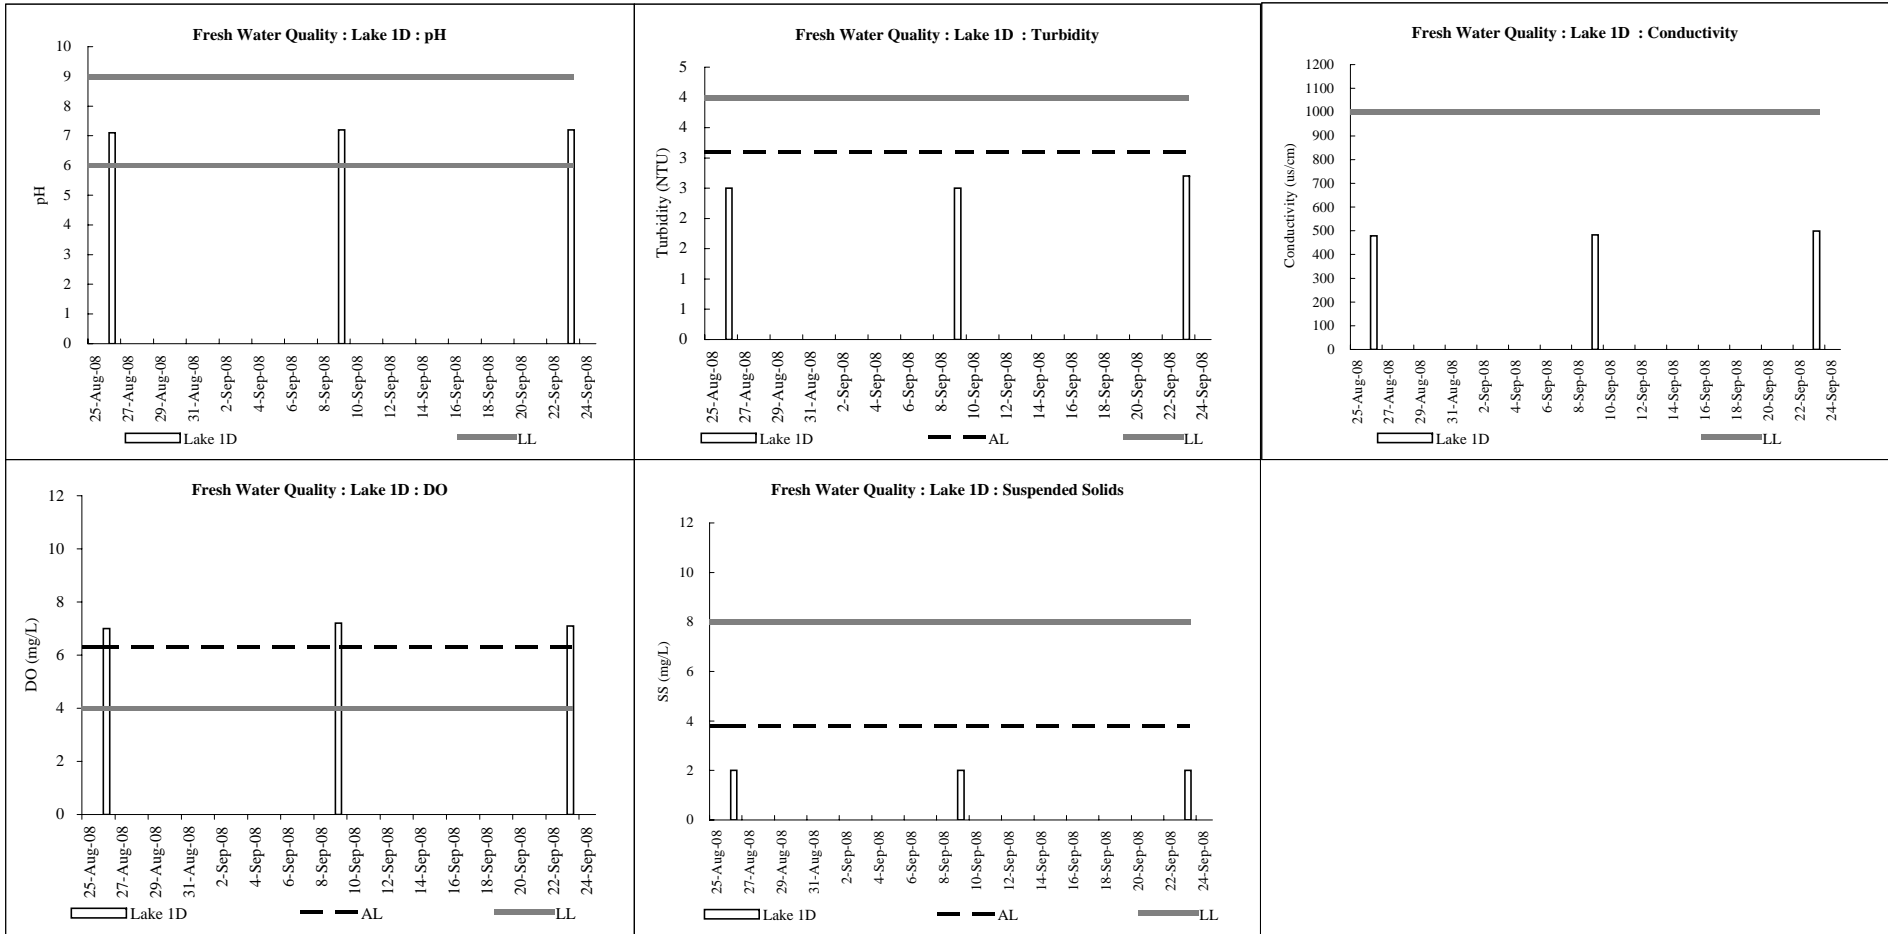 Fresh Water Quality : Lake 1D : pH
10
9
8
7
6
5
4
3
2
1
0
pH
25-Aug-08
27-Aug-08
29-Aug-08
31-Aug-08
2-Sep-08
4-Sep-08
6-Sep-08
8-Sep-08
10-Sep-08
12-Sep-08
14-Sep-08
16-Sep-08
18-Sep-08
20-Sep-08
22-Sep-08
24-Sep-08
Lake 1D
LL
Fresh Water Quality : Lake 1D : Turbidity
5
4
4
3
3
2
2
1
1
0
Turbidity (NTU)
25-Aug-08
27-Aug-08
29-Aug-08
31-Aug-08
2-Sep-08
4-Sep-08
6-Sep-08
8-Sep-08
10-Sep-08
12-Sep-08
14-Sep-08
16-Sep-08
18-Sep-08
20-Sep-08
22-Sep-08
24-Sep-08
Lake 1D
AL
LL
Fresh Water Quality : Lake 1D : Conductivity
1200
1100
1000
900
800
700
600
500
400
300
200
100
0
Conductivity (us/cm)
25-Aug-08
27-Aug-08
29-Aug-08
31-Aug-08
2-Sep-08
4-Sep-08
6-Sep-08
8-Sep-08
10-Sep-08
12-Sep-08
14-Sep-08
16-Sep-08
18-Sep-08
20-Sep-08
22-Sep-08
24-Sep-08
Lake 1D
LL
Fresh Water Quality : Lake 1D : DO
12
10
8
6
4
2
0
DO (mg/L)
25-Aug-08
27-Aug-08
29-Aug-08
31-Aug-08
2-Sep-08
4-Sep-08
6-Sep-08
8-Sep-08
10-Sep-08
12-Sep-08
14-Sep-08
16-Sep-08
18-Sep-08
20-Sep-08
22-Sep-08
24-Sep-08
Lake 1D
AL
LL
Fresh Water Quality : Lake 1D : Suspended Solids
12
10
8
6
4
2
0
SS (mg/L)
25-Aug-08
27-Aug-08
29-Aug-08
31-Aug-08
2-Sep-08
4-Sep-08
6-Sep-08
8-Sep-08
10-Sep-08
12-Sep-08
14-Sep-08
16-Sep-08
18-Sep-08
20-Sep-08
22-Sep-08
24-Sep-08
Lake 1D
AL
LL